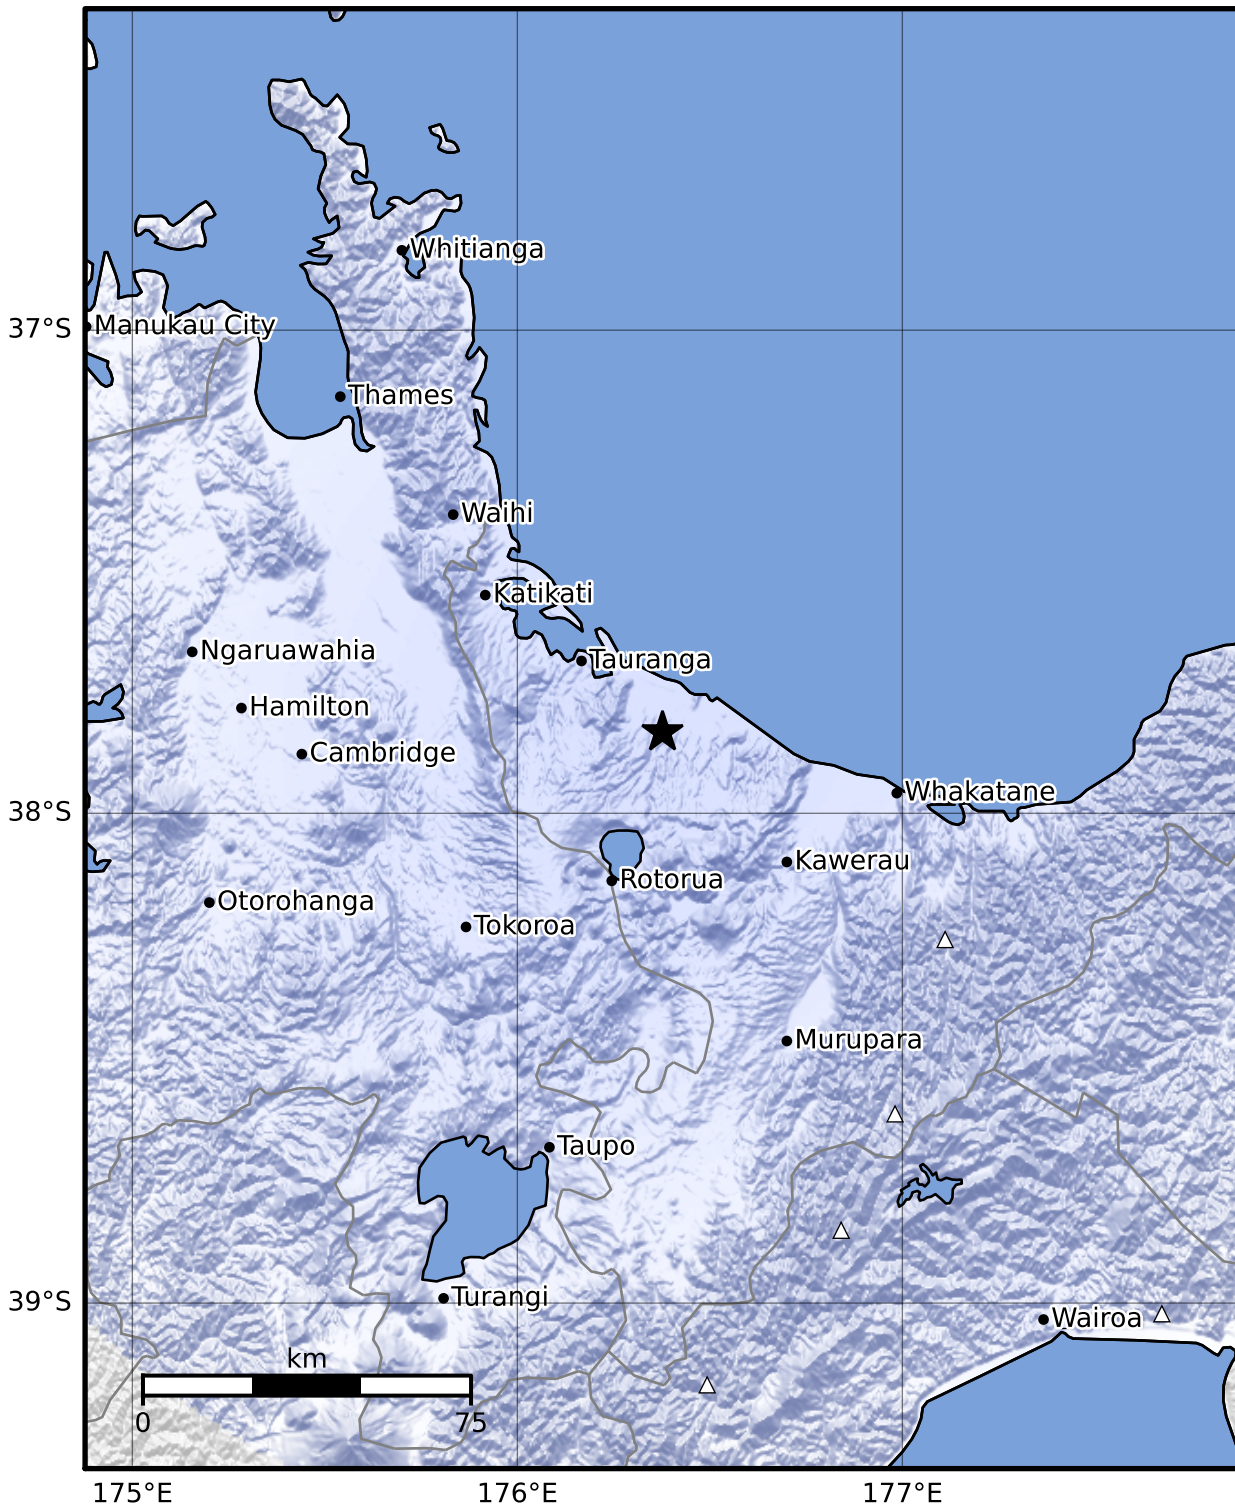 Whitianga
Manukau City
37°S
Thames
Waihi
Katikati
Ngaruawahia
Tauranga
Hamilton
Cambridge
Whakatane
38°S
Kawerau
Rotorua
Otorohanga
Tokoroa
Murupara
Taupo
Turangi
39°S
Wairoa
km
0 75
175°E 176°E 177°E